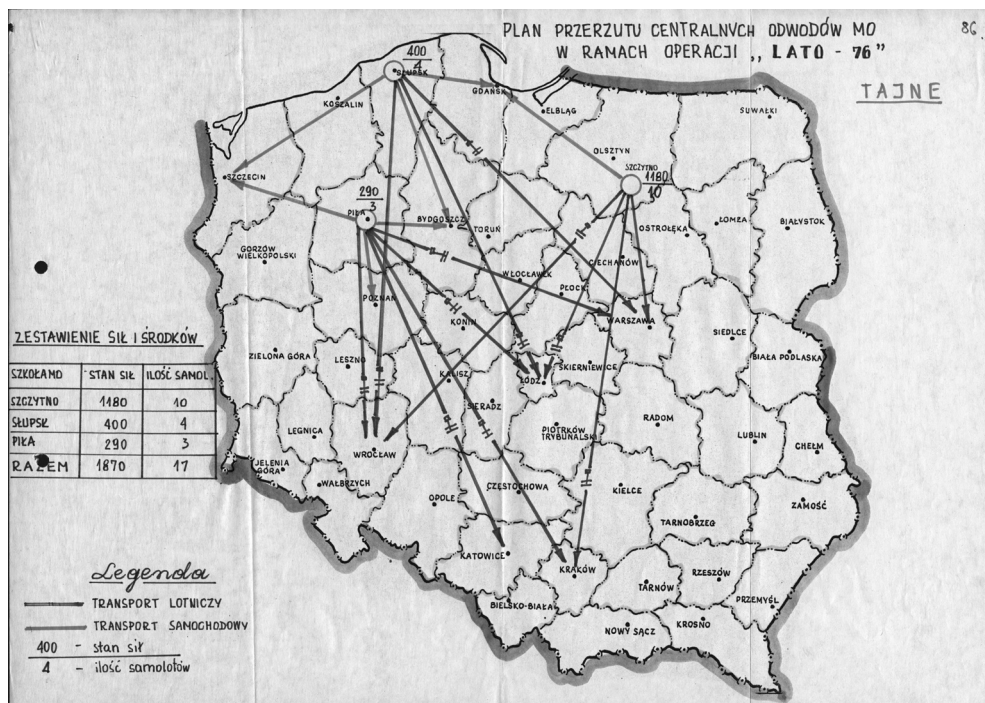 PLAN PRZERZUTU CENTRALNYCH ODWODÓW MO
W RAMACH OPERACJI „LATO - 76”
86.
TAJNE
400
4
SŁUPSK
KOSZALIN
GDAŃSK
ELBLĄG
SUWAŁKI
OLSZTYN
SZCZYTNO
1180
10
SZCZECIN
290
3
PIŁA
BYDGOSZCZ
TORUŃ
OSTROŁĘKA
ŁOMŻA
BIAŁYSTOK
GORZÓW
WIELKOPOLSKI
CIECHANÓW
WŁOCŁAWEK
PŁOCK
POZNAŃ
KONIN
WARSZAWA
SIEDLCE
BIAŁA PODLASKA
ZIELONA GÓRA
LESZNO
KALISZ
ŁÓDŹ
SKIERNIEWICE
SIERADZ
PIOTRKÓW
TRYBUNALSKI
RADOM
LUBLIN
CHEŁM
LEGNICA
WROCŁAW
JELENIA
GÓRA
WAŁBRZYCH
OPOLE
CZĘSTOCHOWA
KIELCE
TARNOBRZEG
ZAMOŚĆ
KATOWICE
KRAKÓW
TARNÓW
RZESZÓW
PRZEMYŚL
BIELSKO-BIAŁA
NOWY SĄCZ
KROSNO
ZESTAWIENIE SIŁ I ŚRODKÓW
SZKOŁA MO STAN SIŁ ILOŚĆ SAMOL.
SZCZYTNO 1180 10
SŁUPSK 400 4
PIŁA 290 3
RAZEM 1870 17
Legenda
TRANSPORT LOTNICZY
TRANSPORT SAMOCHODOWY
400 - stan sił
4 - ilość samolotów